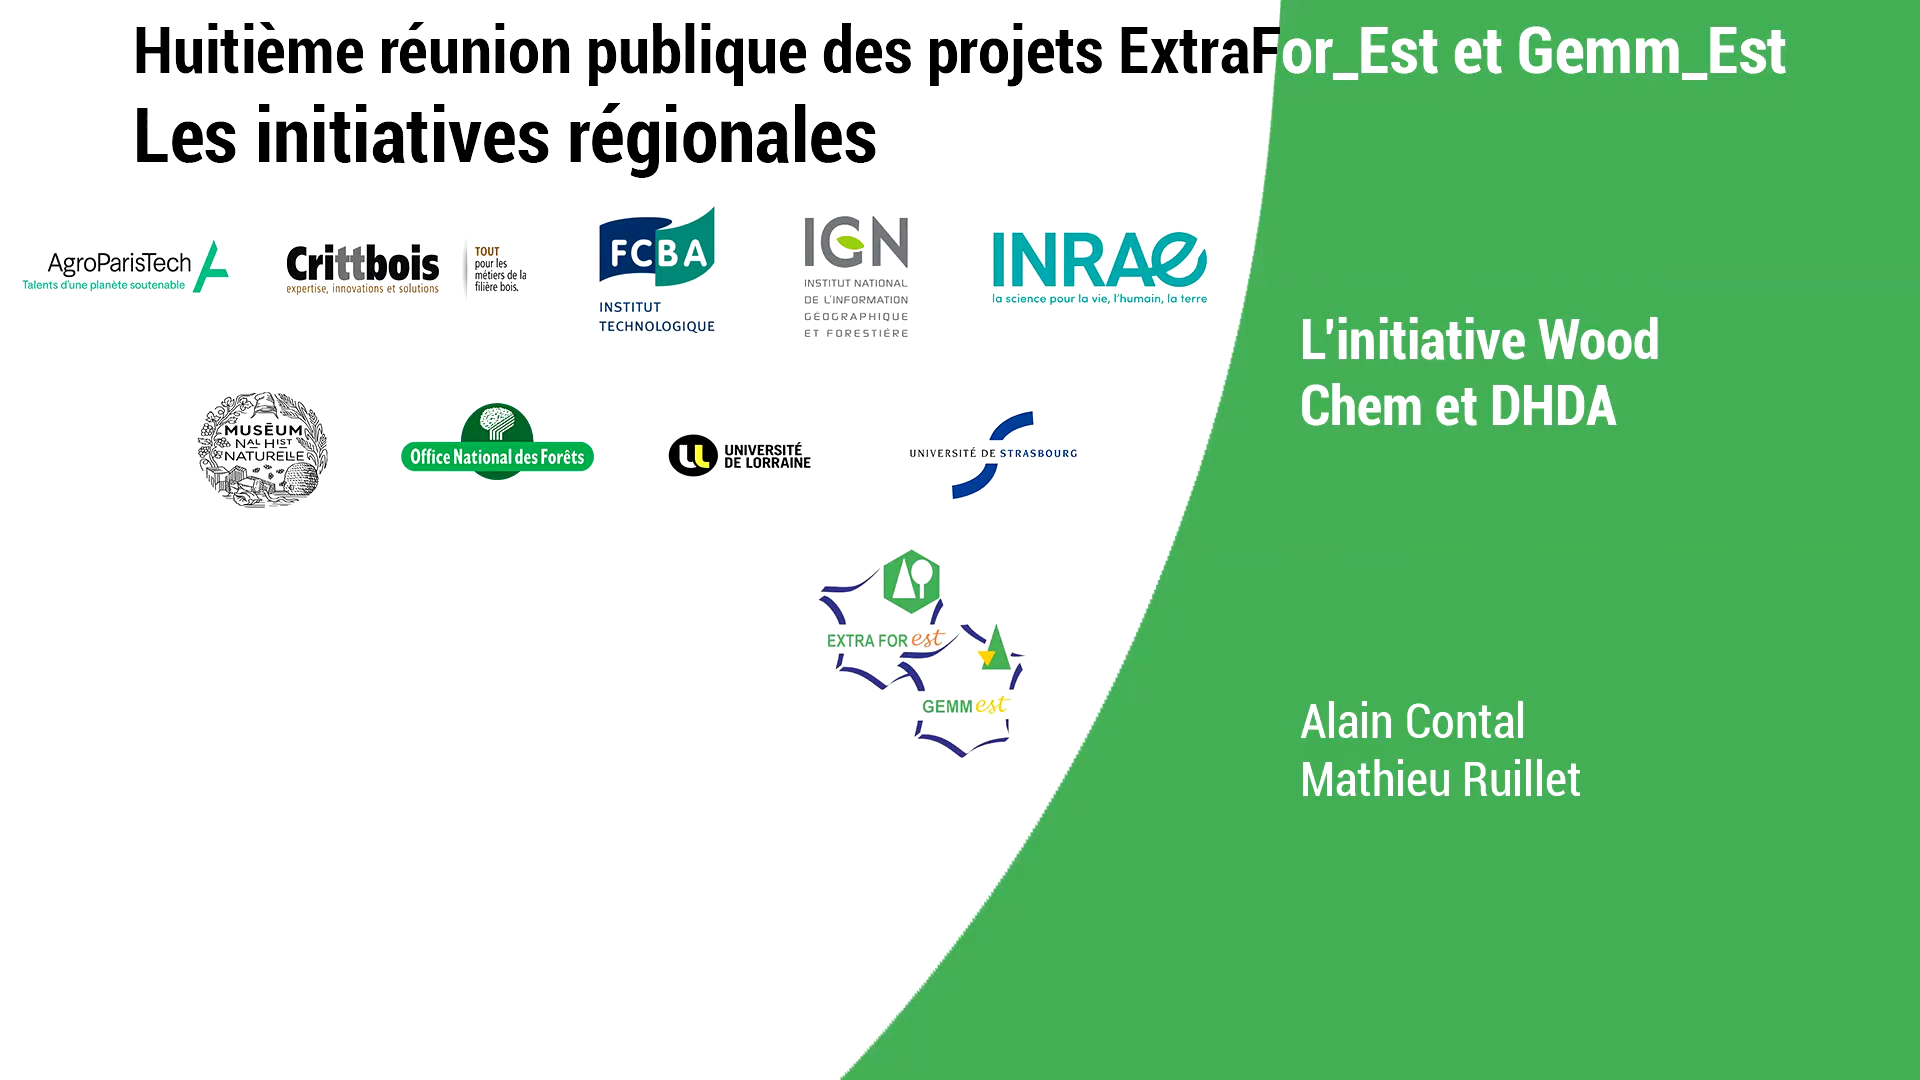 Huitième réunion publique des projets ExtraFor_Est et Gemm_Est
Les initiatives régionales
AgroParisTech
Talents d'une planète soutenable
Crittbois
expertise, innovations et solutions
TOUT
pour les
métiers de la
filière bois.
FCBA
INSTITUT
TECHNOLOGIQUE
IGN
INSTITUT NATIONAL
DE L'INFORMATION
GÉOGRAPHIQUE
ET FORESTIÈRE
INRAE
la science pour la vie, l'humain, la terre
L'initiative Wood
Chem et DHDA
MUSÉUM
NAL HIST
NATURELLE
Office National des Forêts
UNIVERSITÉ
DE LORRAINE
UNIVERSITÉ DE STRASBOURG
EXTRA FOR est
GEMM est
Alain Contal
Mathieu Ruillet